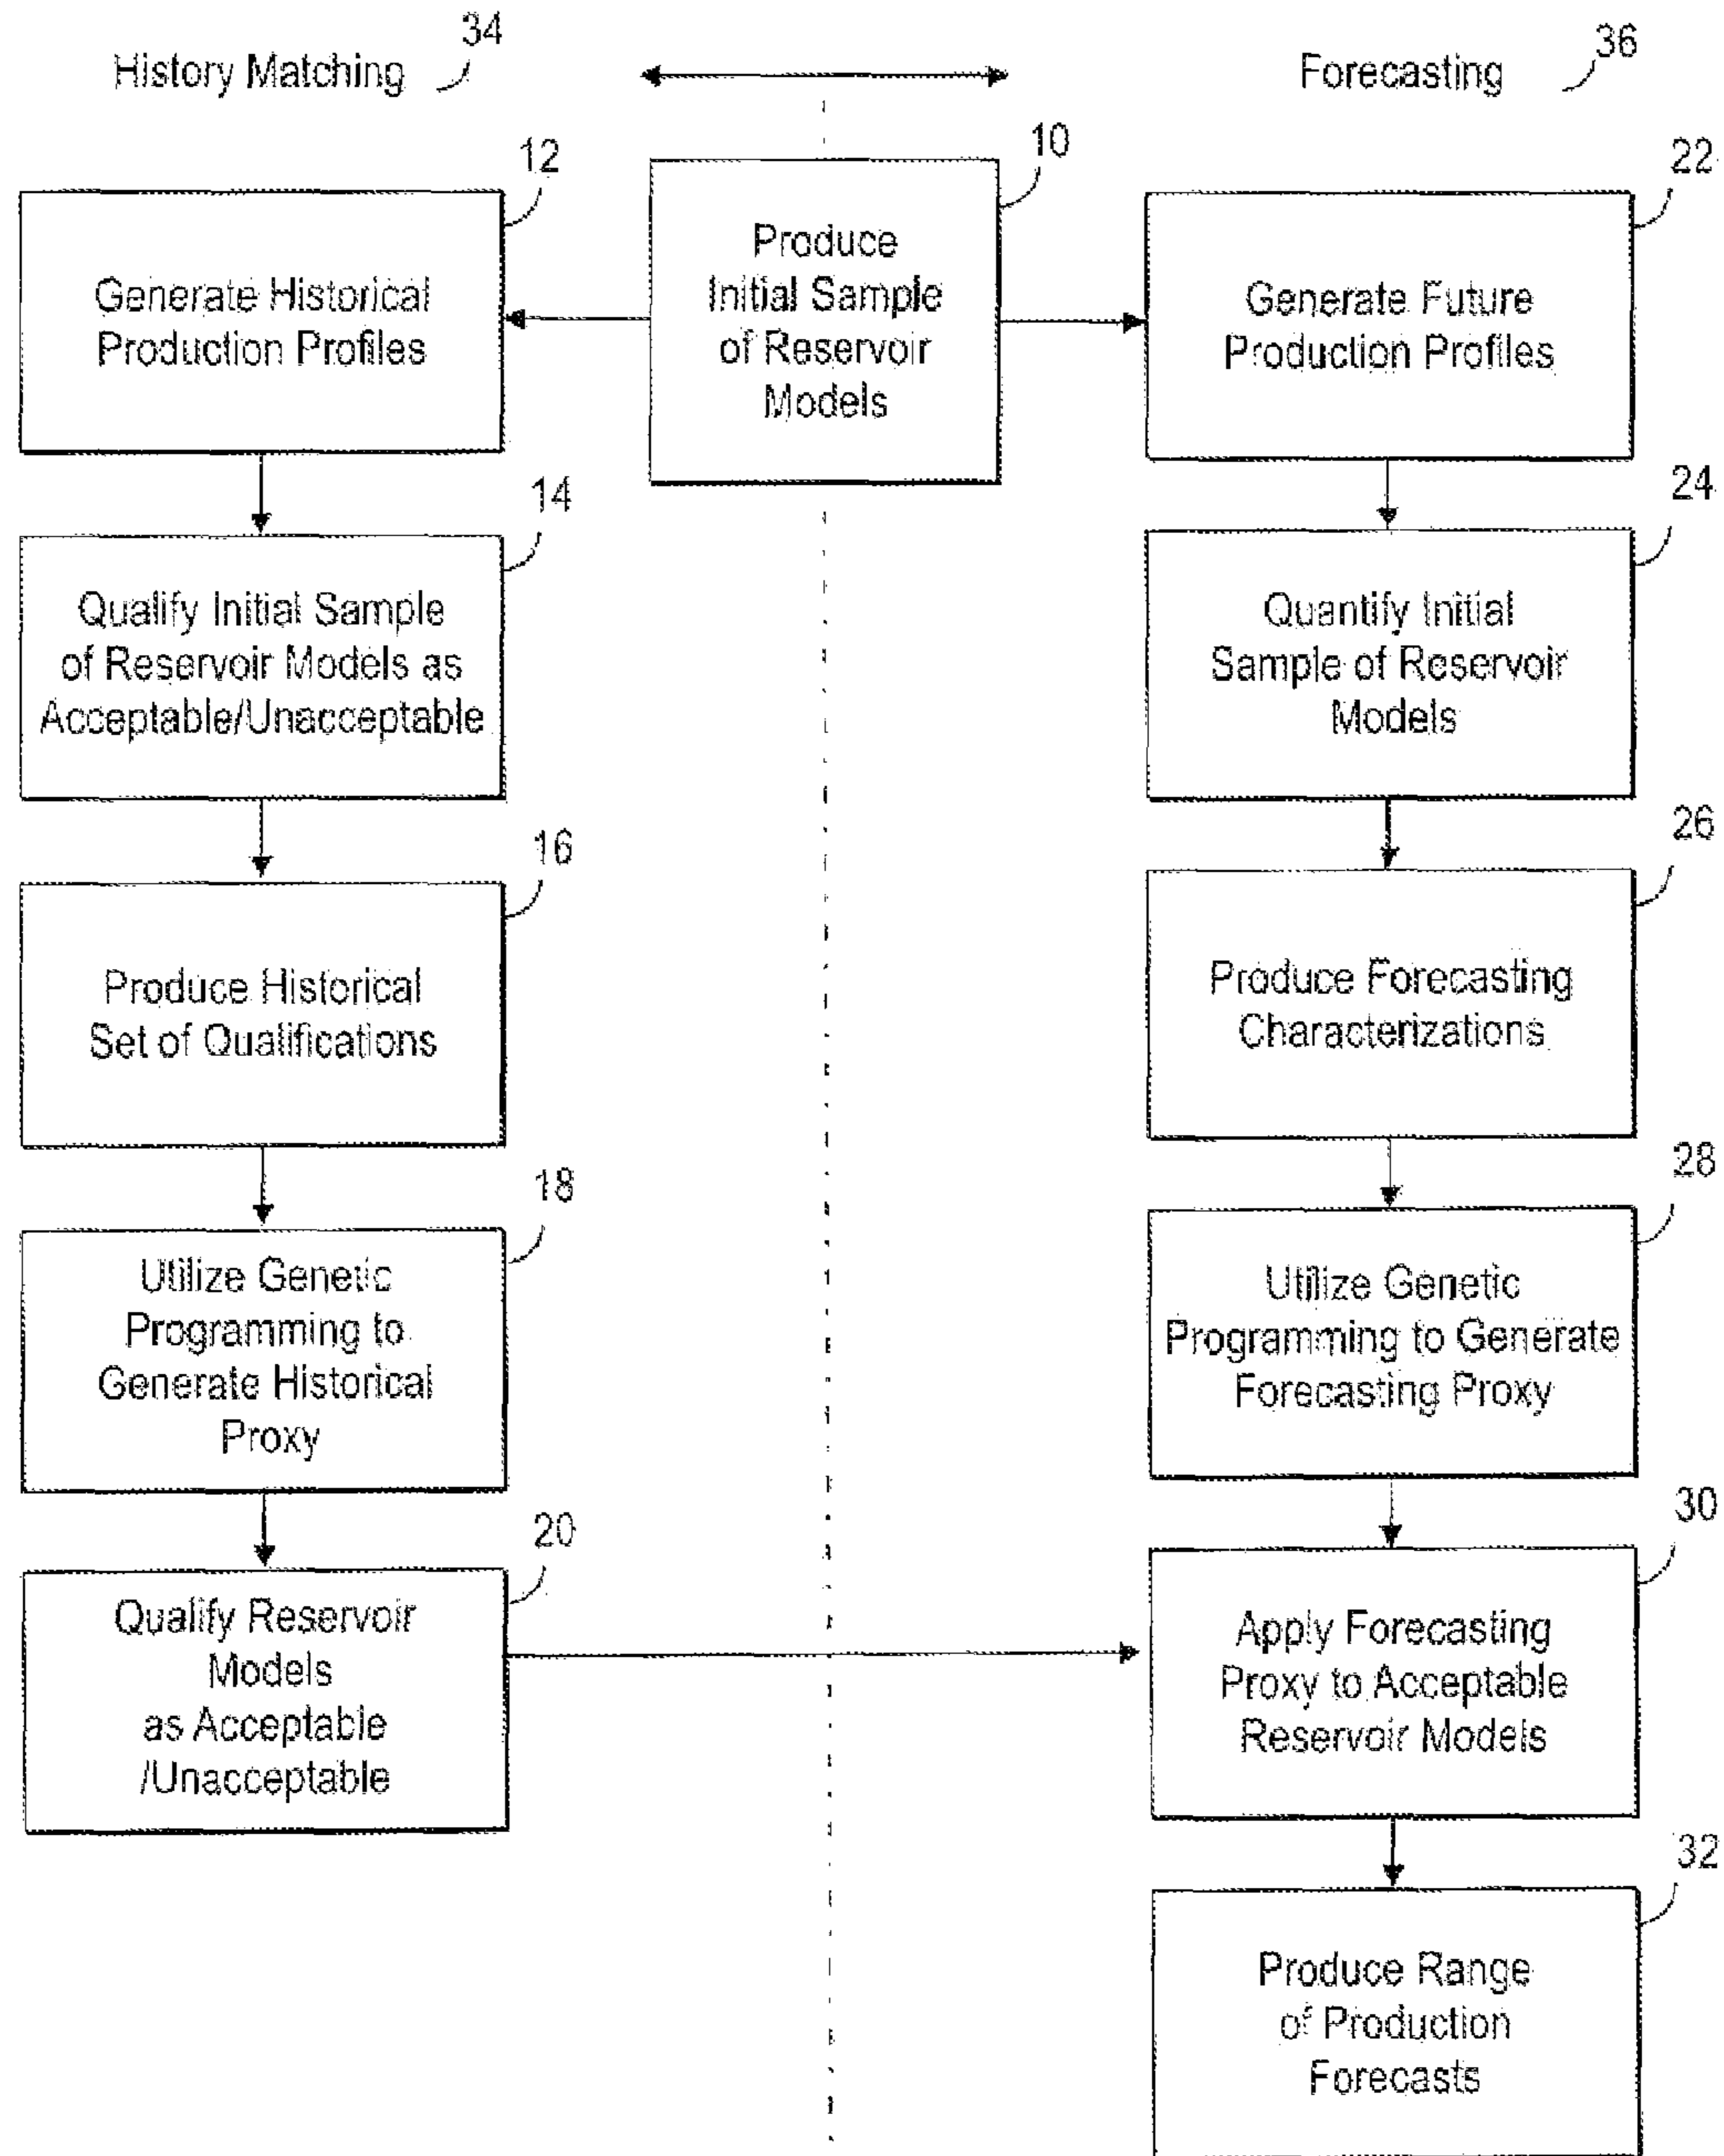 History Matching
34
Forecasting
36
12
Generate Historical
Production Profiles
14
Qualify Initial Sample
of Reservoir Models as
Acceptable/Unacceptable
16
Produce Historical
Set of Qualifications
18
Utilize Genetic
Programming to
Generate Historical
Proxy
20
Qualify Reservoir
Models
as Acceptable
/Unacceptable
10
Produce
Initial Sample
of Reservoir
Models
22
Generate Future
Production Profiles
24
Quantify Initial
Sample of Reservoir
Models
26
Produce Forecasting
Characterizations
28
Utilize Genetic
Programming to Generate
Forecasting Proxy
30
Apply Forecasting
Proxy to Acceptable
Reservoir Models
32
Produce Range
of Production
Forecasts